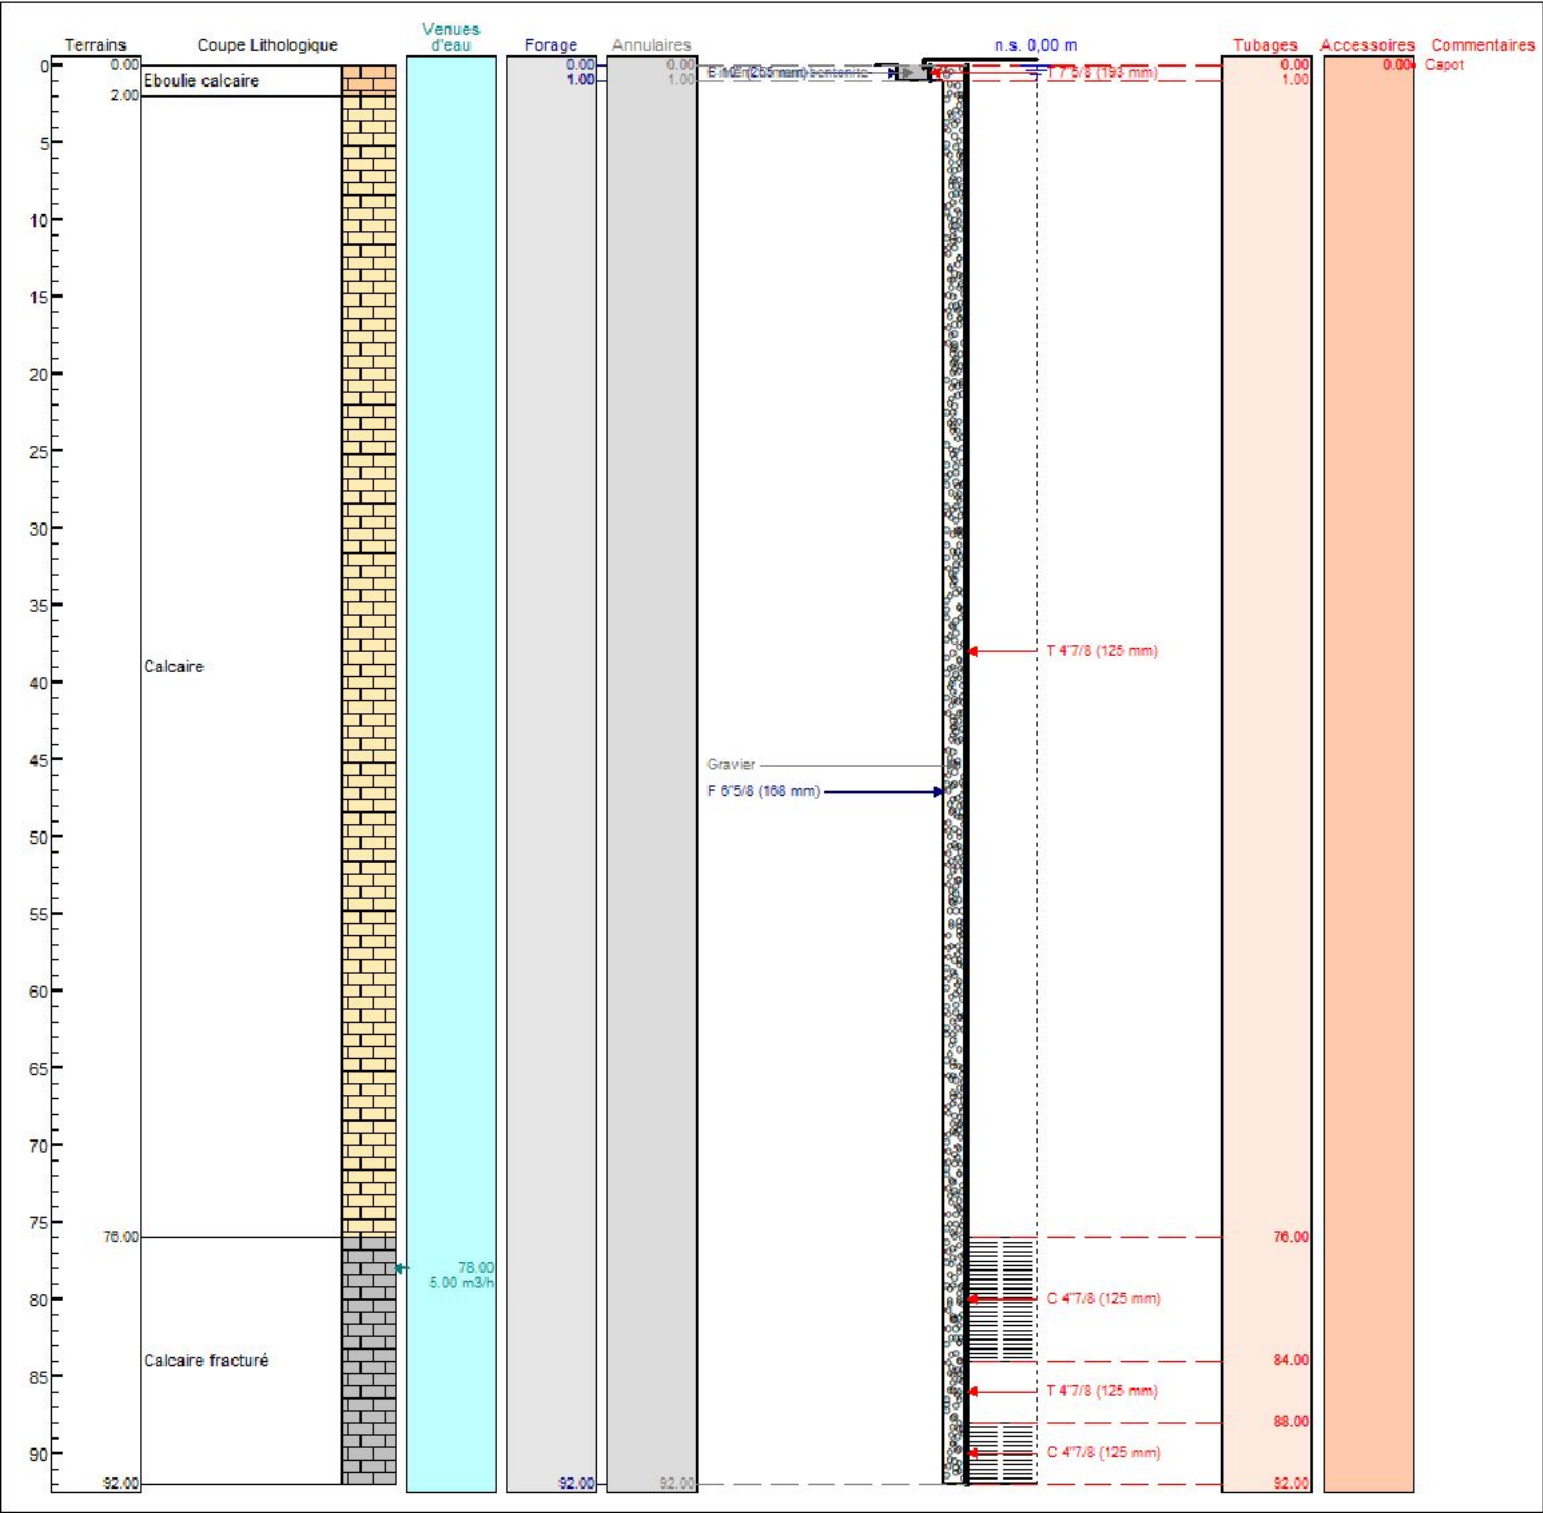 Terrains
Coupe Lithologique
Venues
d'eau
Forage
Annulaires
n.s. 0,00 m
Tubages
Accessoires
Commentaires
0
0.00
Eboulie calcaire
2.00
0.00
1.00
0.00
1.00
(255 mm)
T 7"5/8 (193 mm)
0.00
1.00
0.00
Capot
5
10
15
20
25
30
35
T 4"7/8 (125 mm)
Calcaire
40
45
Gravier
F 6"5/8 (168 mm)
50
55
60
65
70
75
76.00
76.00
78.00
5.00 m3/h
80
C 4"7/8 (125 mm)
Calcaire fracturé
84.00
85
T 4"7/8 (125 mm)
88.00
90
C 4"7/8 (125 mm)
92.00
92.00
92.00
92.00